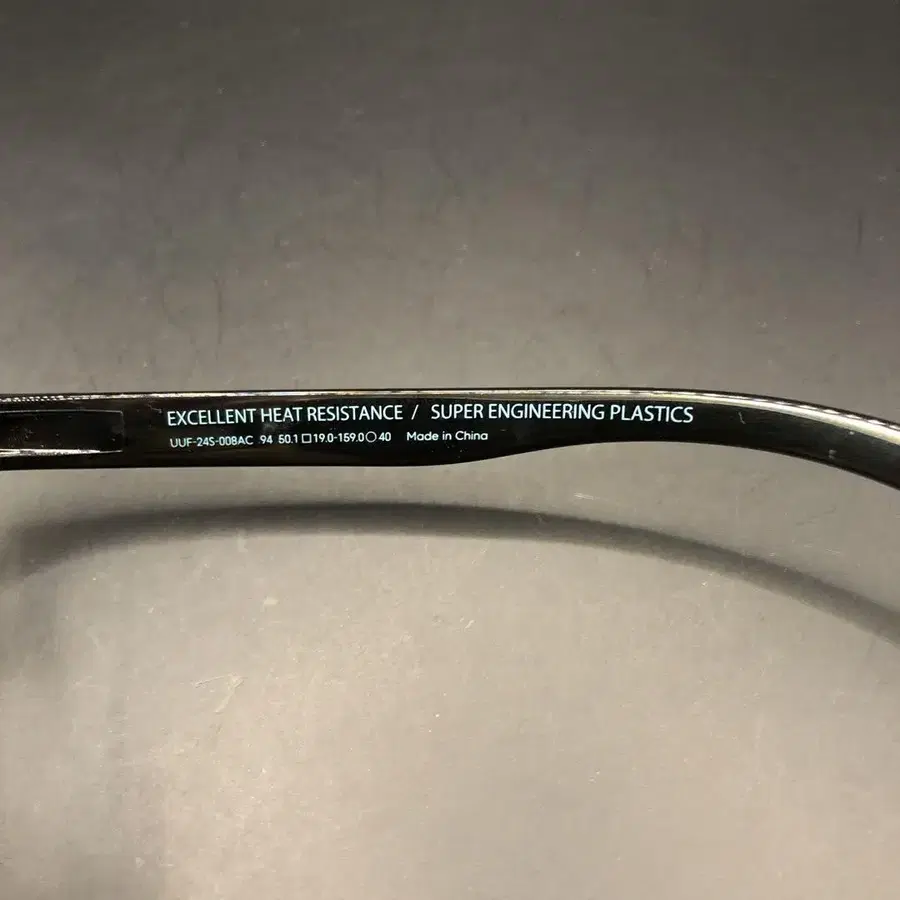 EXCELLENT HEAT RESISTANCE / SUPER ENGINEERING PLASTICS
UUF-24S-008AC 94 50.1□19.0-159.0○40 Made in China